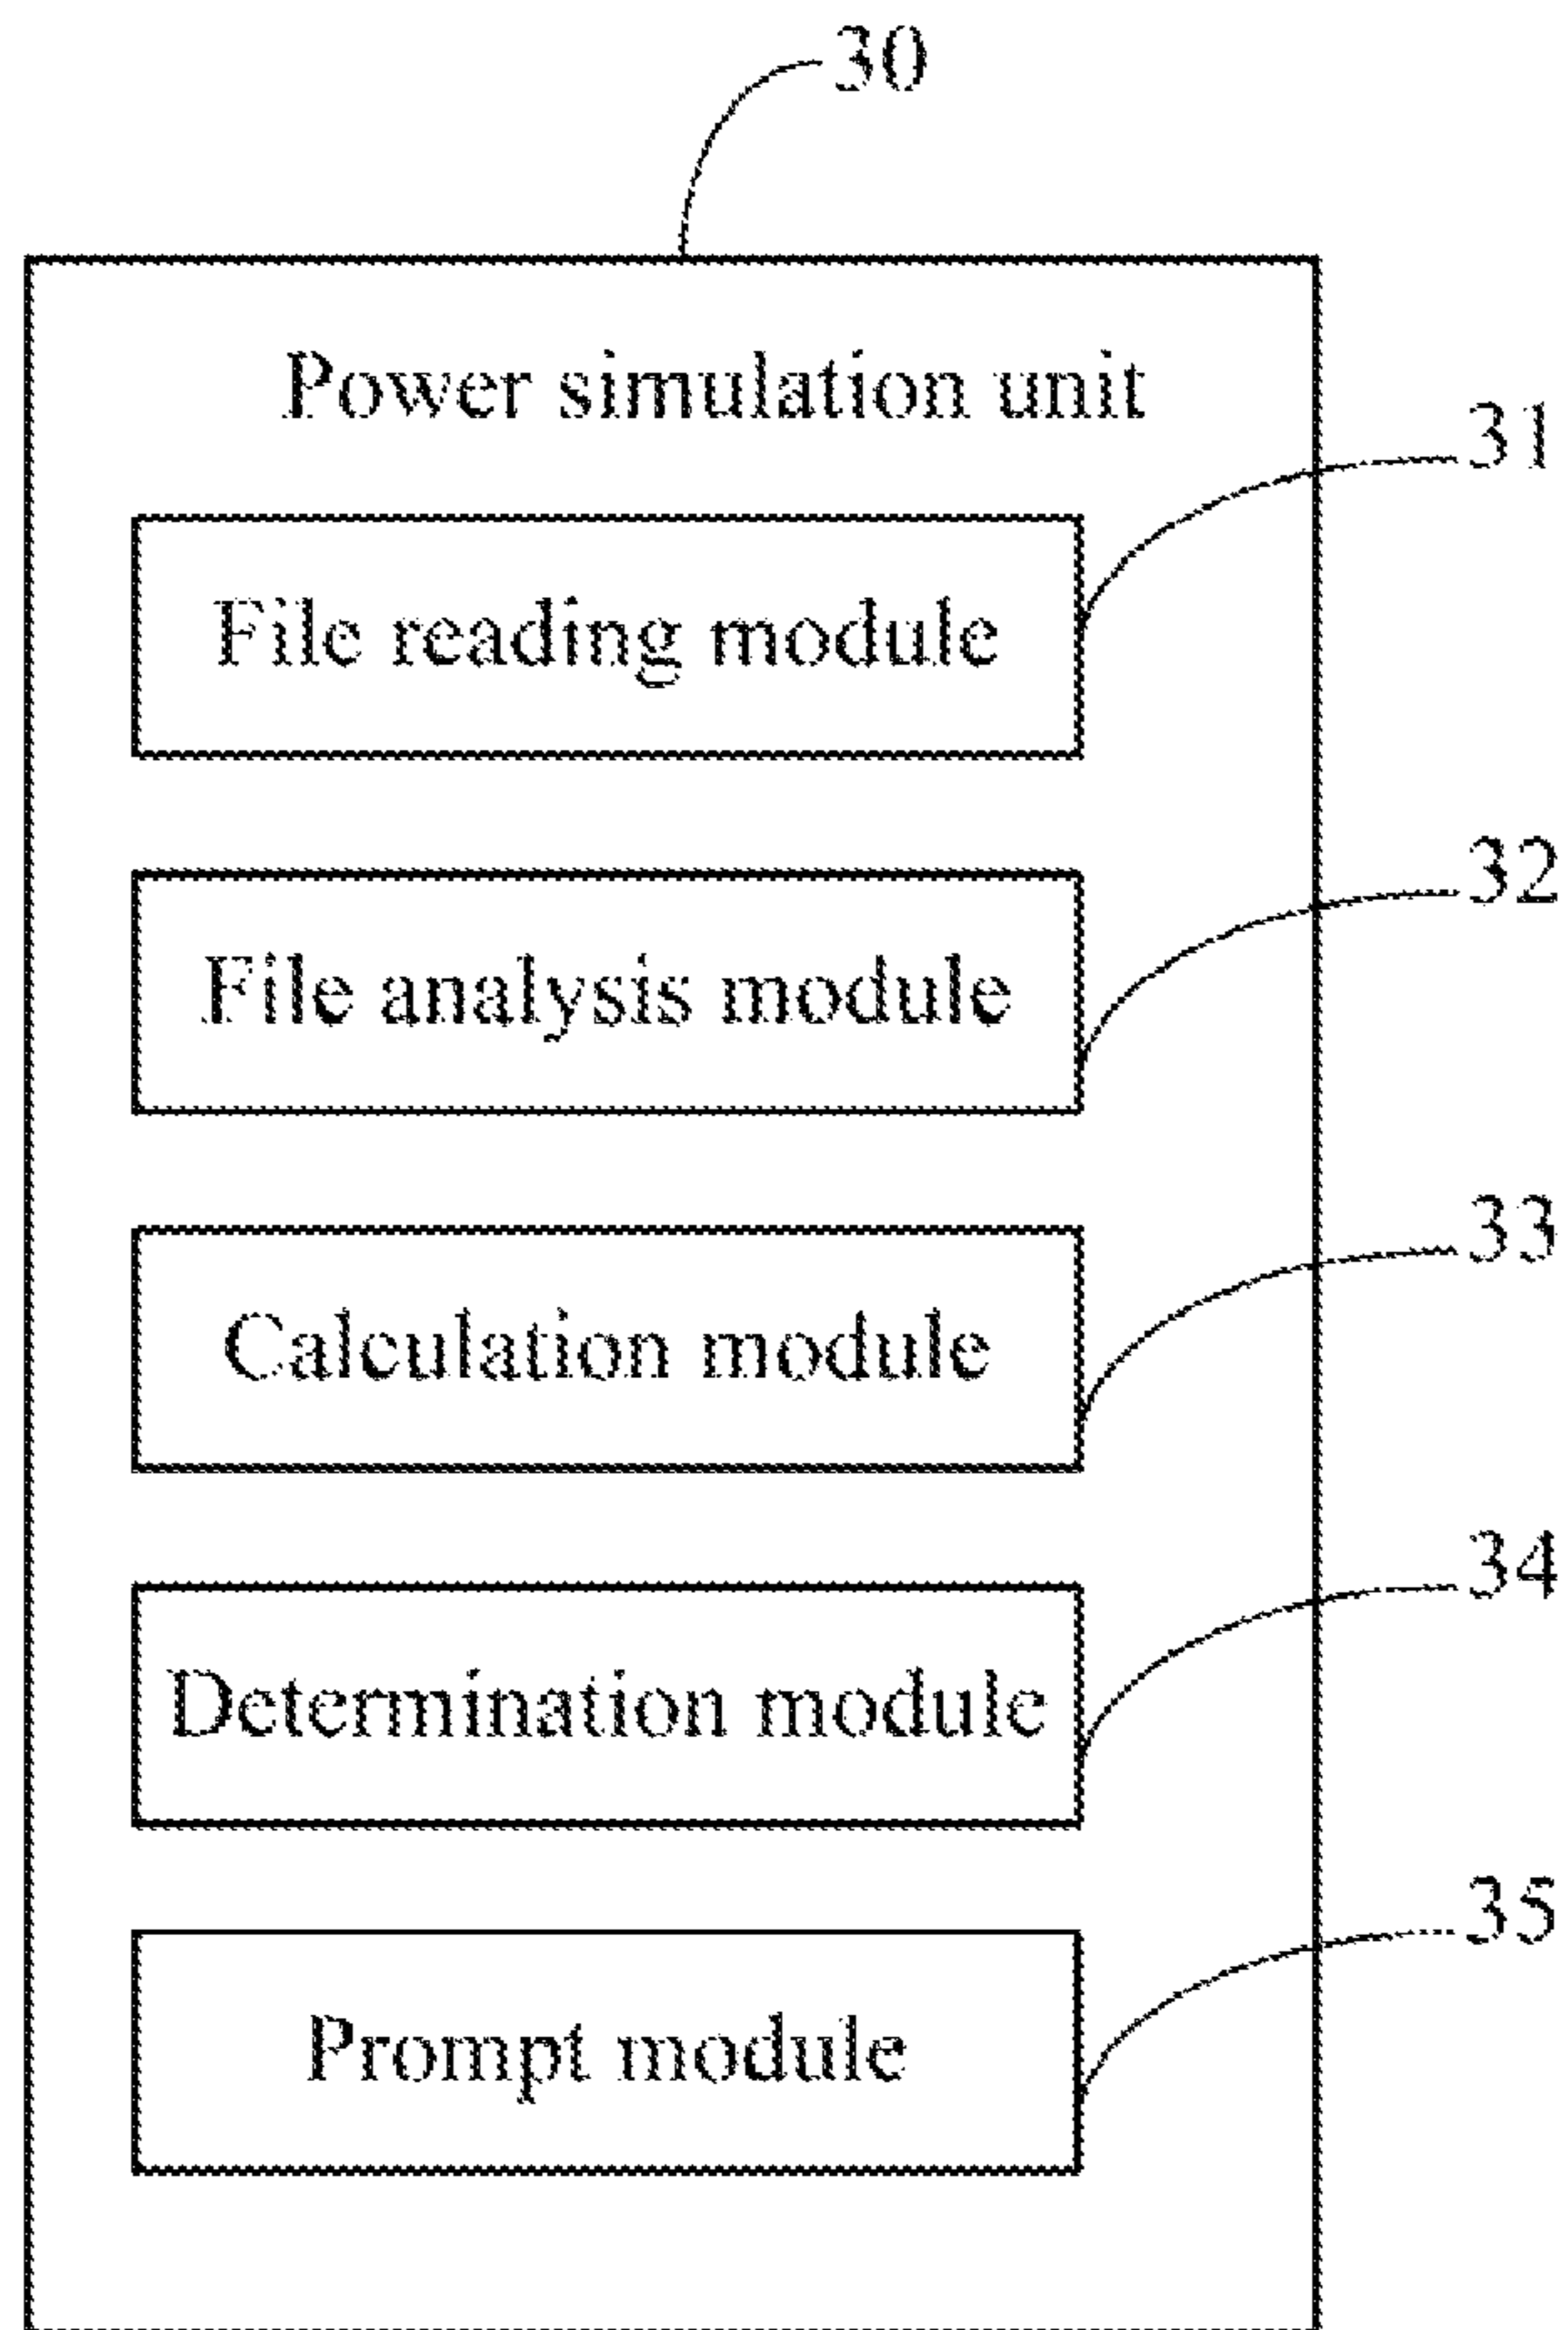 30
Power simulation unit
31
File reading module
32
File analysis module
33
Calculation module
34
Determination module
35
Prompt module